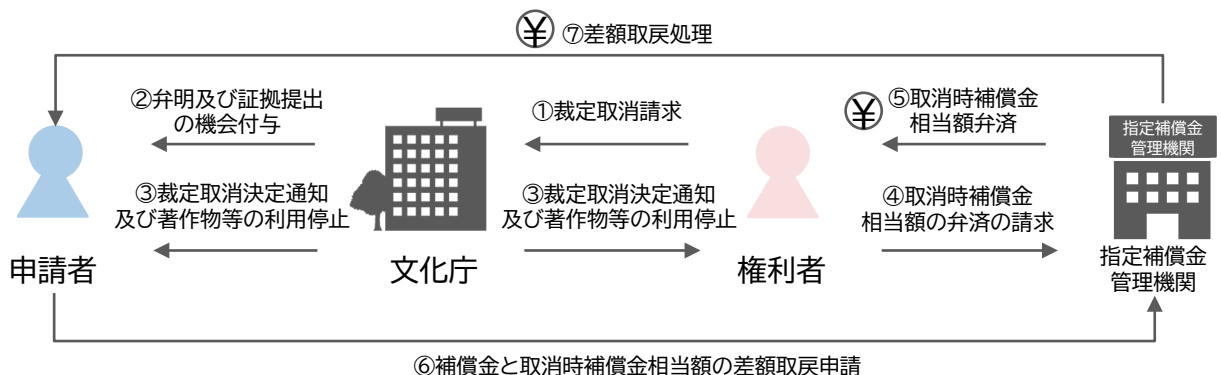 ¥ ⑦差額取戻処理
②弁明及び証拠提出
の機会付与
①裁定取消請求
¥ ⑤取消時補償金
相当額弁済
指定補償金
管理機関
③裁定取消決定通知
及び著作物等の利用停止
③裁定取消決定通知
及び著作物等の利用停止
④取消時補償金
相当額の弁済の請求
申請者
文化庁
権利者
指定補償金
管理機関
⑥補償金と取消時補償金相当額の差額取戻申請